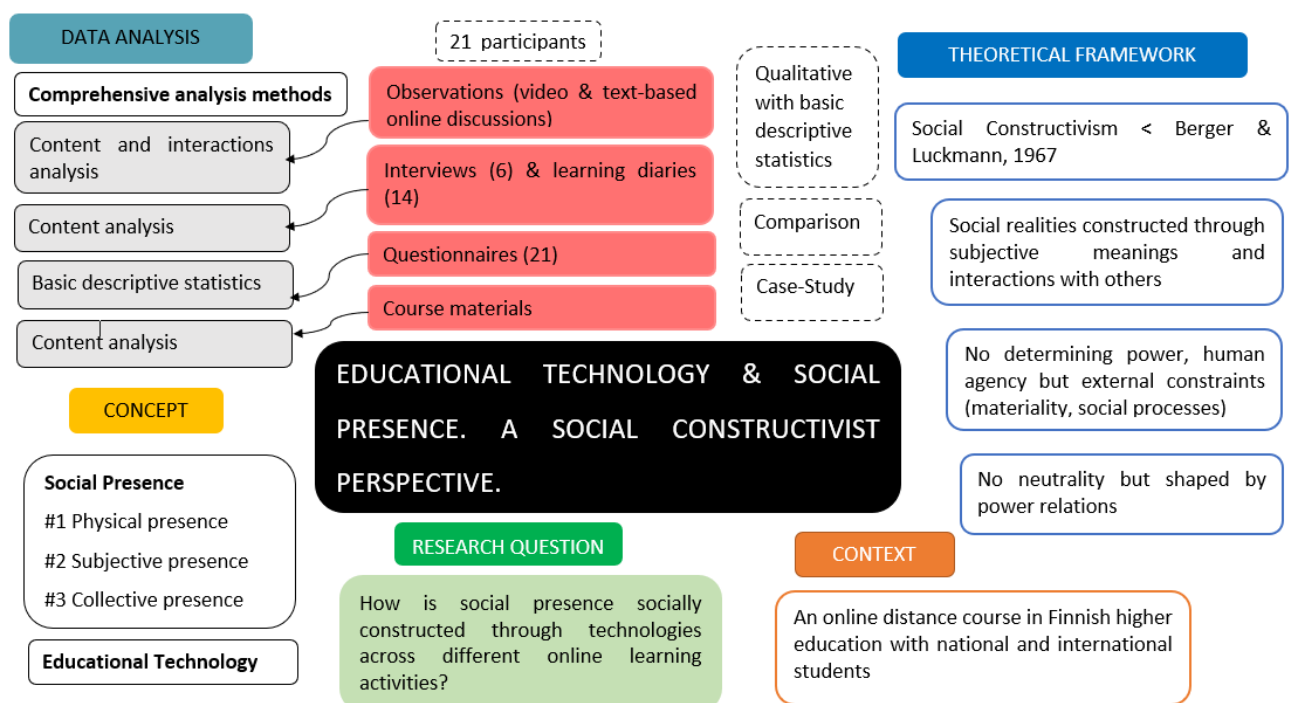 DATA ANALYSIS
Comprehensive analysis methods
Content and interactions
analysis
Content analysis
Basic descriptive statistics
Content analysis
21 participants
Observations (video & text-based
online discussions)
Interviews (6) & learning diaries
(14)
Questionnaires (21)
Course materials
Qualitative
with basic
descriptive
statistics
Comparison
Case-Study
THEORETICAL FRAMEWORK
Social Constructivism < Berger &
Luckmann, 1967
Social realities constructed through
subjective meanings and
interactions with others
No determining power, human
agency but external constraints
(materiality, social processes)
No neutrality but shaped by
power relations
EDUCATIONAL TECHNOLOGY & SOCIAL
PRESENCE. A SOCIAL CONSTRUCTIVIST
PERSPECTIVE.
CONCEPT
Social Presence
#1 Physical presence
#2 Subjective presence
#3 Collective presence
Educational Technology
RESEARCH QUESTION
How is social presence socially
constructed through technologies
across different online learning
activities?
CONTEXT
An online distance course in Finnish higher
education with national and international
students